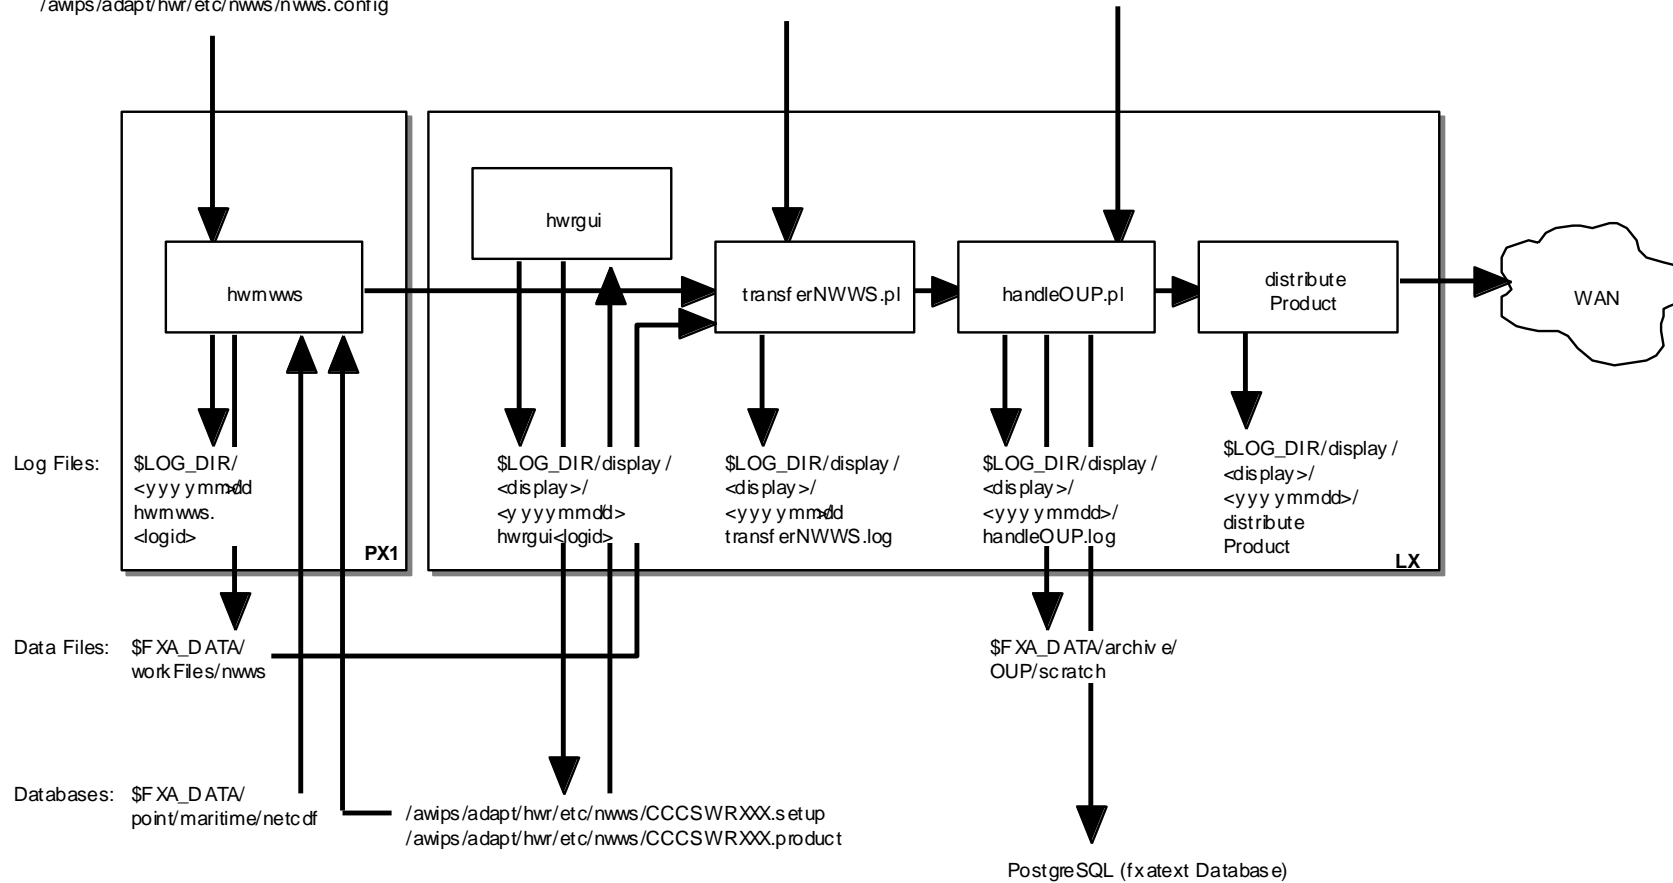 /awips/adapt/hwr/etc/nwws/nwws.config
hwrgui
hwrnwws
transferNWWS.pl
handleOUP.pl
distribute
Product
WAN
Log Files:
$LOG_DIR/
<yyyymmdd>
hwrnwws.
<logid>
PX1
$LOG_DIR/display/
<display>/
<yyyymmdd>
hwrgui<logid>
$LOG_DIR/display/
<display>/
<yyyymmdd>
transferNWWS.log
$LOG_DIR/display/
<display>/
<yyyymmdd>/
handleOUP.log
$LOG_DIR/display/
<display>/
<yyyymmdd>/
distribute
Product
LX
Data Files:
$FXA_DATA/
workFiles/nwws
$FXA_DATA/archive/
OUP/scratch
Databases:
$FXA_DATA/
point/maritime/netcdf
/awips/adapt/hwr/etc/nwws/CCCSWRXXX.setup
/awips/adapt/hwr/etc/nwws/CCCSWRXXX.product
PostgreSQL (fxatext Database)